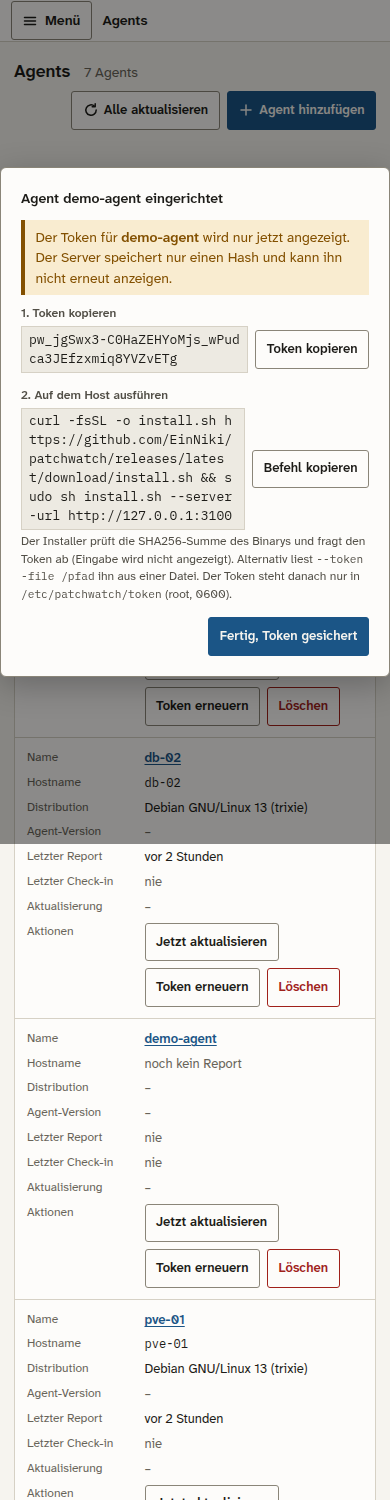 Menü
Agents
Agents 7 Agents
Alle aktualisieren
Agent hinzufügen
Agent demo-agent eingerichtet
Der Token für demo-agent wird nur jetzt angezeigt.
Der Server speichert nur einen Hash und kann ihn
nicht erneut anzeigen.
1. Token kopieren
pw_jgSwx3-C0HaZEHYoMjs_wPud
ca3JEfzxmiq8YVZvETg
Token kopieren
2. Auf dem Host ausführen
curl -fsSL -o install.sh h
ttps://github.com/EinNiki/
patchwatch/releases/lates
t/download/install.sh && s
udo sh install.sh --server
-url http://127.0.0.1:3100
Befehl kopieren
Der Installer prüft die SHA256-Summe des Binarys und fragt den
Token ab (Eingabe wird nicht angezeigt). Alternativ liest --token
-file /pfad ihn aus einer Datei. Der Token steht danach nur in
/etc/patchwatch/token (root, 0600).
Fertig, Token gesichert
Token erneuern
Löschen
Name db-02
Hostname db-02
Distribution Debian GNU/Linux 13 (trixie)
Agent-Version –
Letzter Report vor 2 Stunden
Letzter Check-in nie
Aktualisierung –
Aktionen Jetzt aktualisieren
Token erneuern Löschen
Name demo-agent
Hostname noch kein Report
Distribution –
Agent-Version –
Letzter Report nie
Letzter Check-in nie
Aktualisierung –
Aktionen Jetzt aktualisieren
Token erneuern Löschen
Name pve-01
Hostname pve-01
Distribution Debian GNU/Linux 13 (trixie)
Agent-Version –
Letzter Report vor 2 Stunden
Letzter Check-in nie
Aktualisierung –
Aktionen